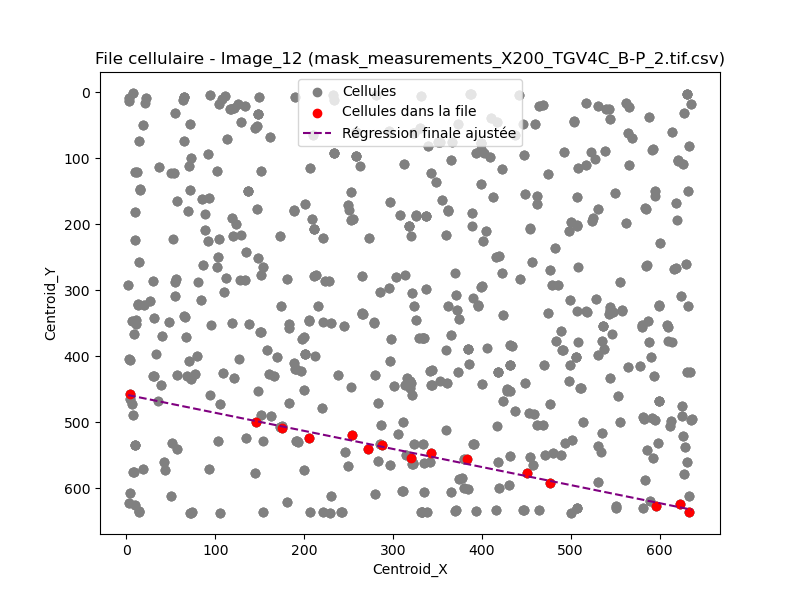 File cellulaire - Image_12 (mask_measurements_X200_TGV4C_B-P_2.tif.csv)
Cellules
Cellules dans la file
Régression finale ajustée
Centroid_Y
0
100
200
300
400
500
600
0 100 200 300 400 500 600
Centroid_X